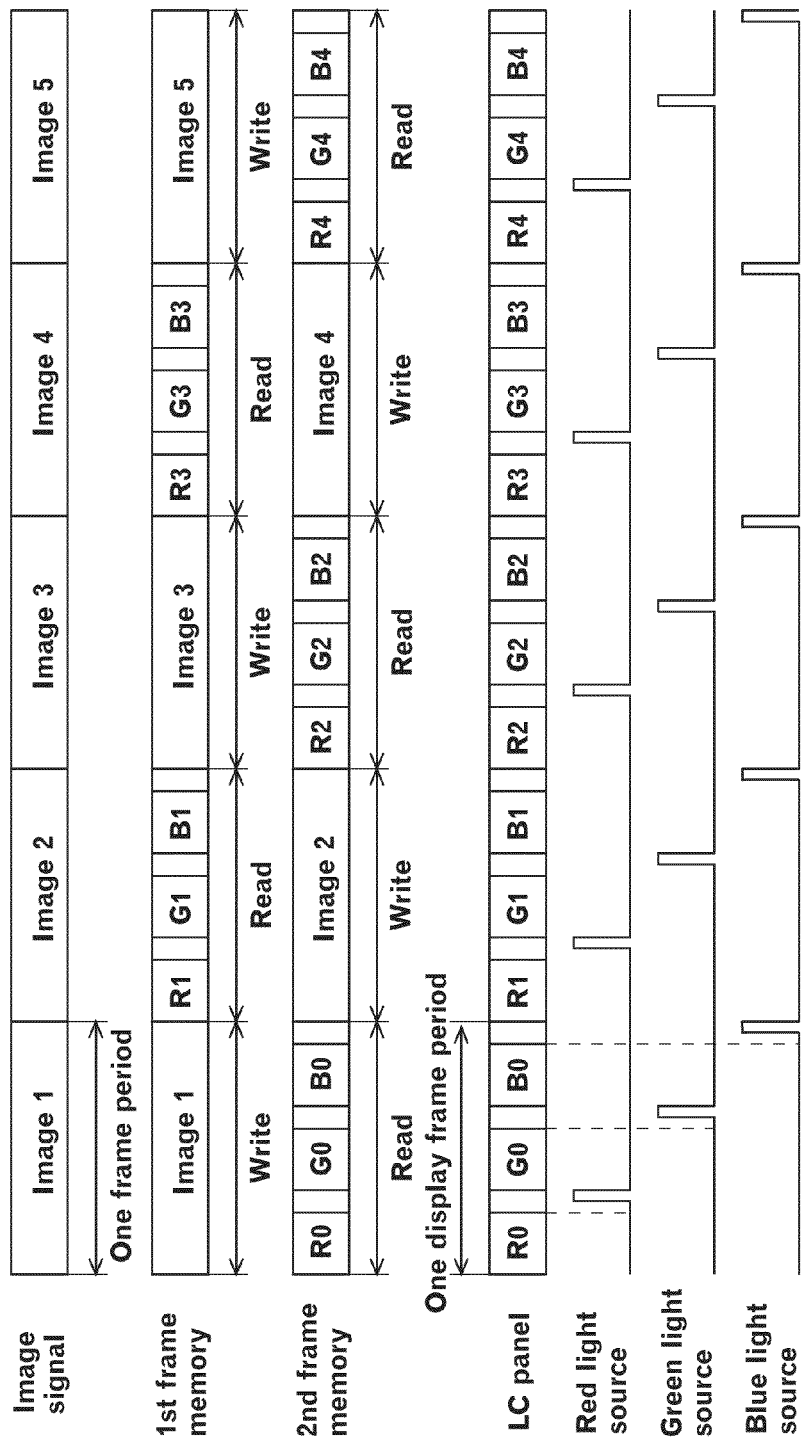 Image signal
Image 1
Image 2
Image 3
Image 4
Image 5
One frame period
1st frame memory
Image 1
R1
G1
B1
Image 3
R3
G3
B3
Image 5
Write
Read
Write
Read
Write
2nd frame memory
R0
G0
B0
Image 2
R2
G2
B2
Image 4
R4
G4
B4
Read
Write
Read
Write
Read
One display frame period
LC panel
R0
G0
B0
R1
G1
B1
R2
G2
B2
R3
G3
B3
R4
G4
B4
Red light source
Green light source
Blue light source